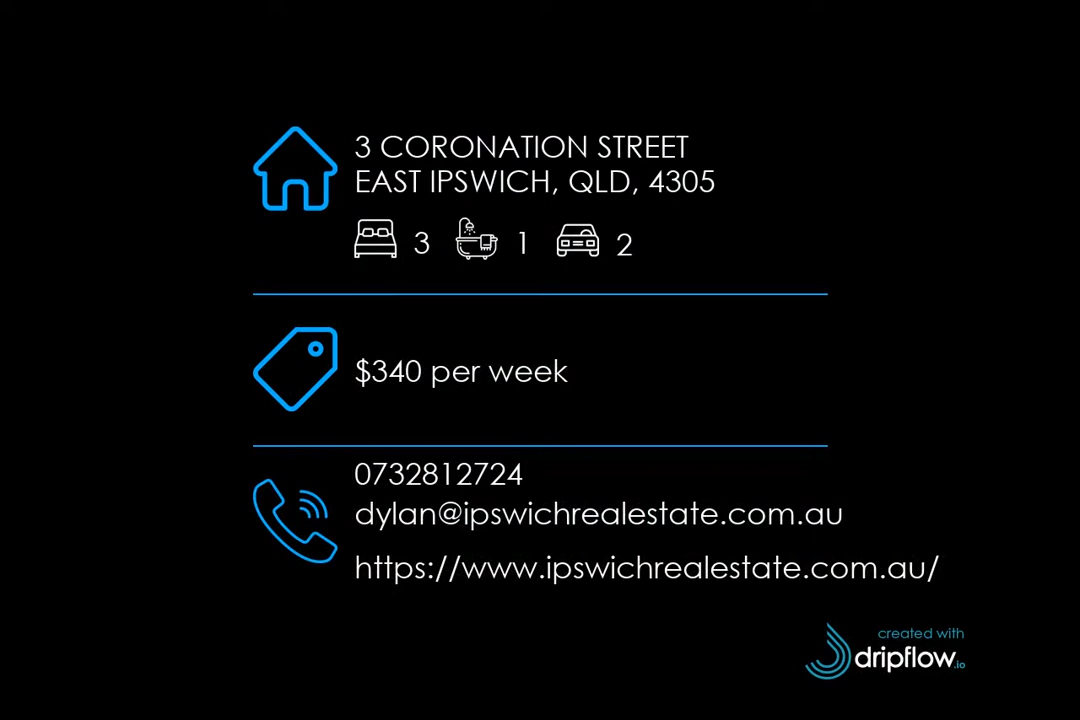 3 CORONATION STREET
EAST IPSWICH, QLD, 4305
3 1 2
$340 per week
0732812724
dylan@ipswichrealestate.com.au
https://www.ipswichrealestate.com.au/
created with
dripflow.io